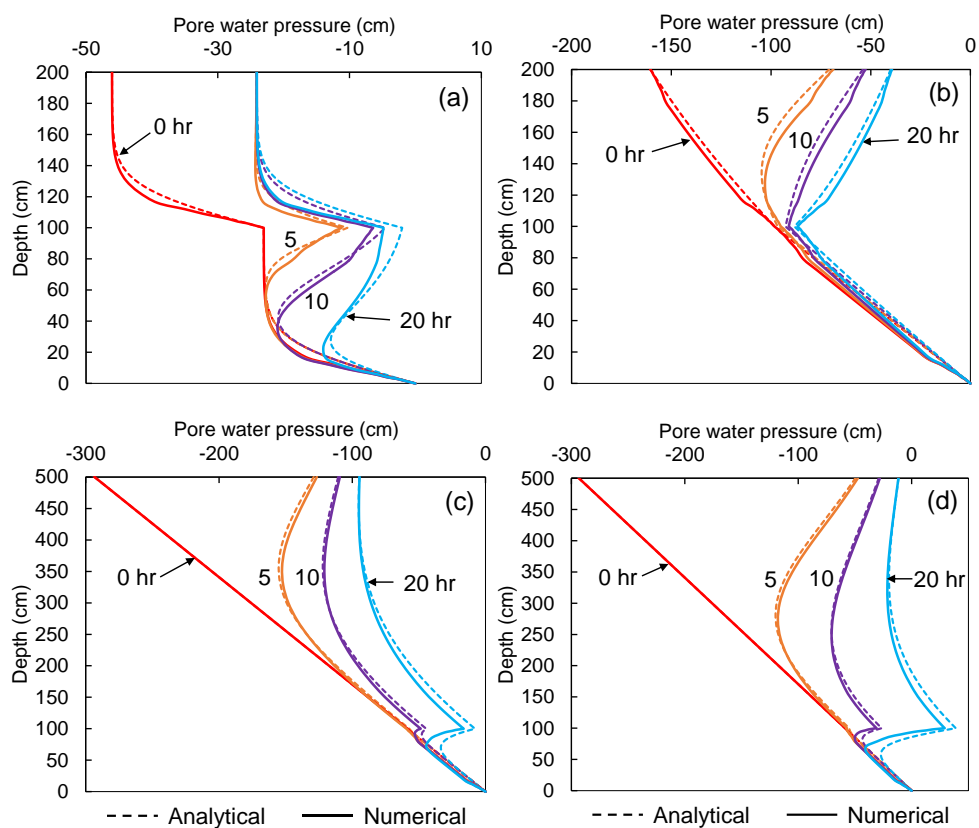 Pore water pressure (cm)
-50 -30 -10 10
200
180
160
140
120
100
80
60
40
20
0
Depth (cm)
(a)
0 hr
5
10
20 hr
Pore water pressure (cm)
-200 -150 -100 -50 0
200
180
160
140
120
100
80
60
40
20
0
Depth (cm)
(b)
0 hr
5
10
20 hr
Pore water pressure (cm)
-300 -200 -100 0
500
450
400
350
300
250
200
150
100
50
0
Depth (cm)
(c)
0 hr
5
10
20 hr
Pore water pressure (cm)
-300 -200 -100 0
500
450
400
350
300
250
200
150
100
50
0
Depth (cm)
(d)
0 hr
5
10
20 hr
Analytical Numerical
Analytical Numerical